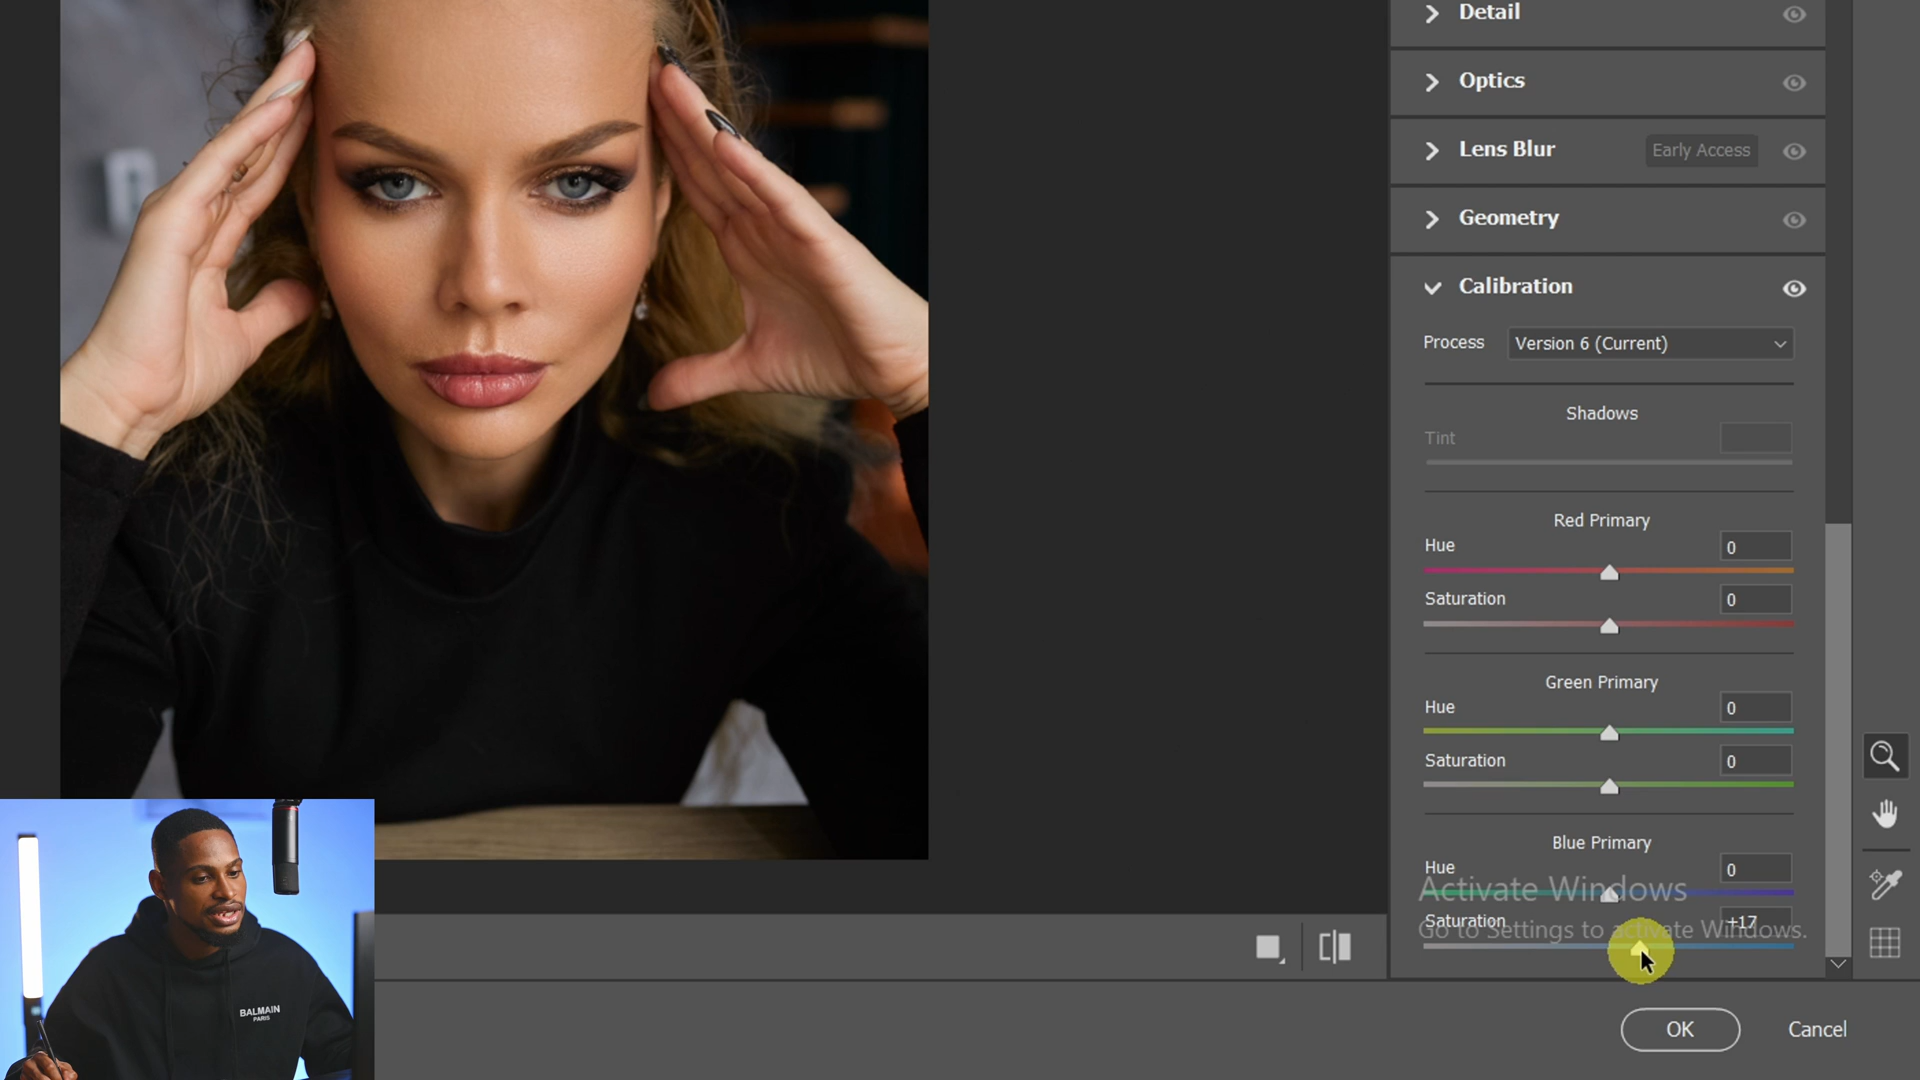 Detail
Optics
Lens Blur Early Access
Geometry
Calibration
Process Version 6 (Current)
Shadows
Tint
Red Primary
Hue 0
Saturation 0
Green Primary
Hue 0
Saturation 0
Blue Primary
Hue 0
Activate Windows
Saturation +17
Go to Settings to activate Windows.
BALMAIN
PARIS
OK Cancel